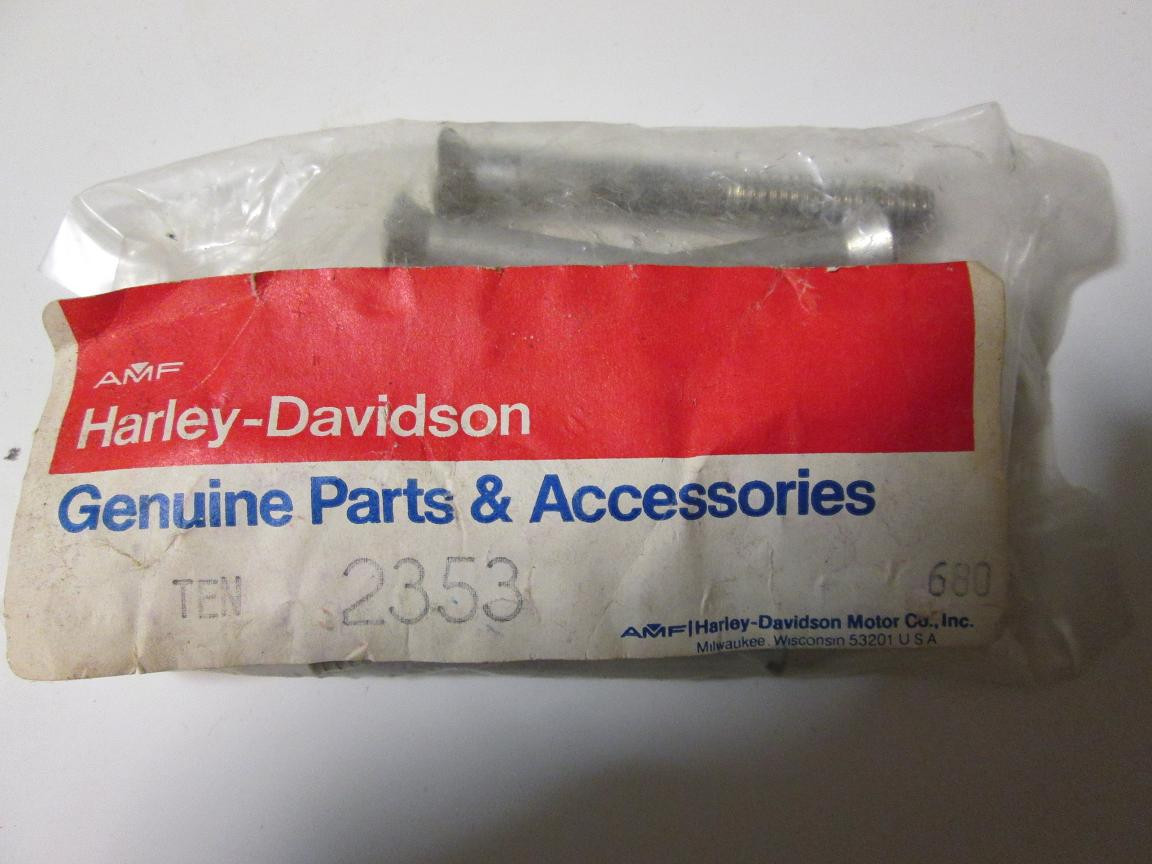 AMF
Harley-Davidson
Genuine Parts & Accessories
TEN 2353 680
AMF|Harley-Davidson Motor Co., Inc.
Milwaukee, Wisconsin 53201 U S A